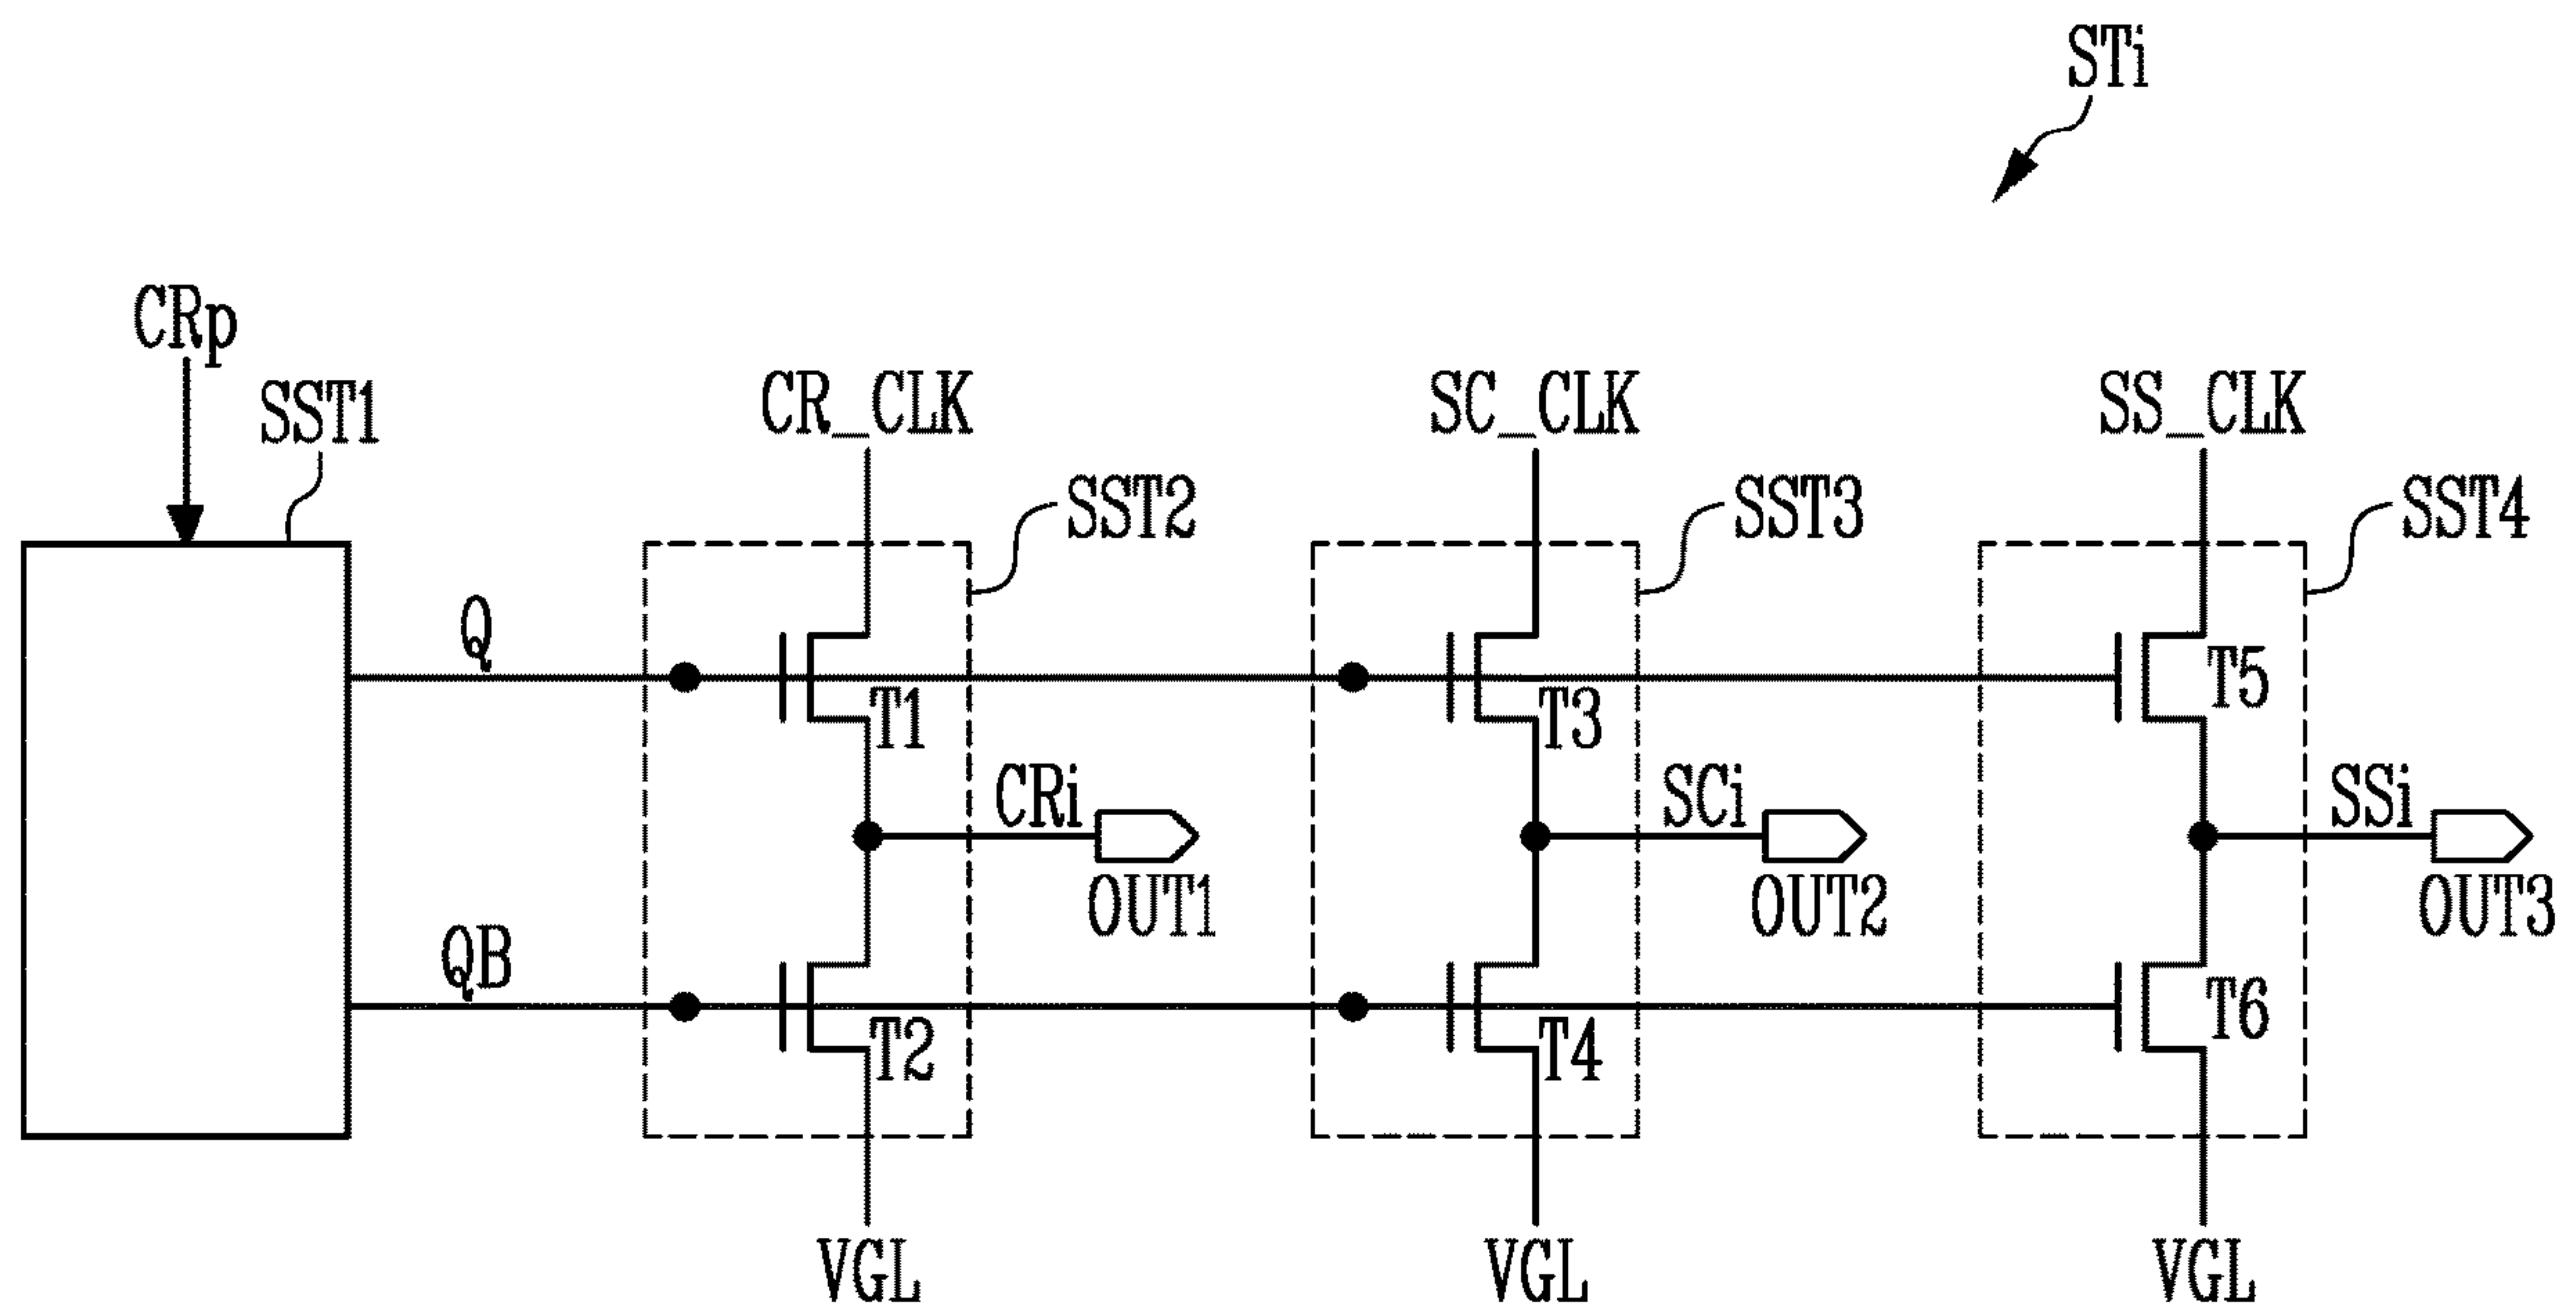 STi
CRp
SST1
CR_CLK
SC_CLK
SS_CLK
SST2
SST3
SST4
Q
T1
T3
T5
CRi
SCi
SSi
OUT1
OUT2
OUT3
QB
T2
T4
T6
VGL
VGL
VGL